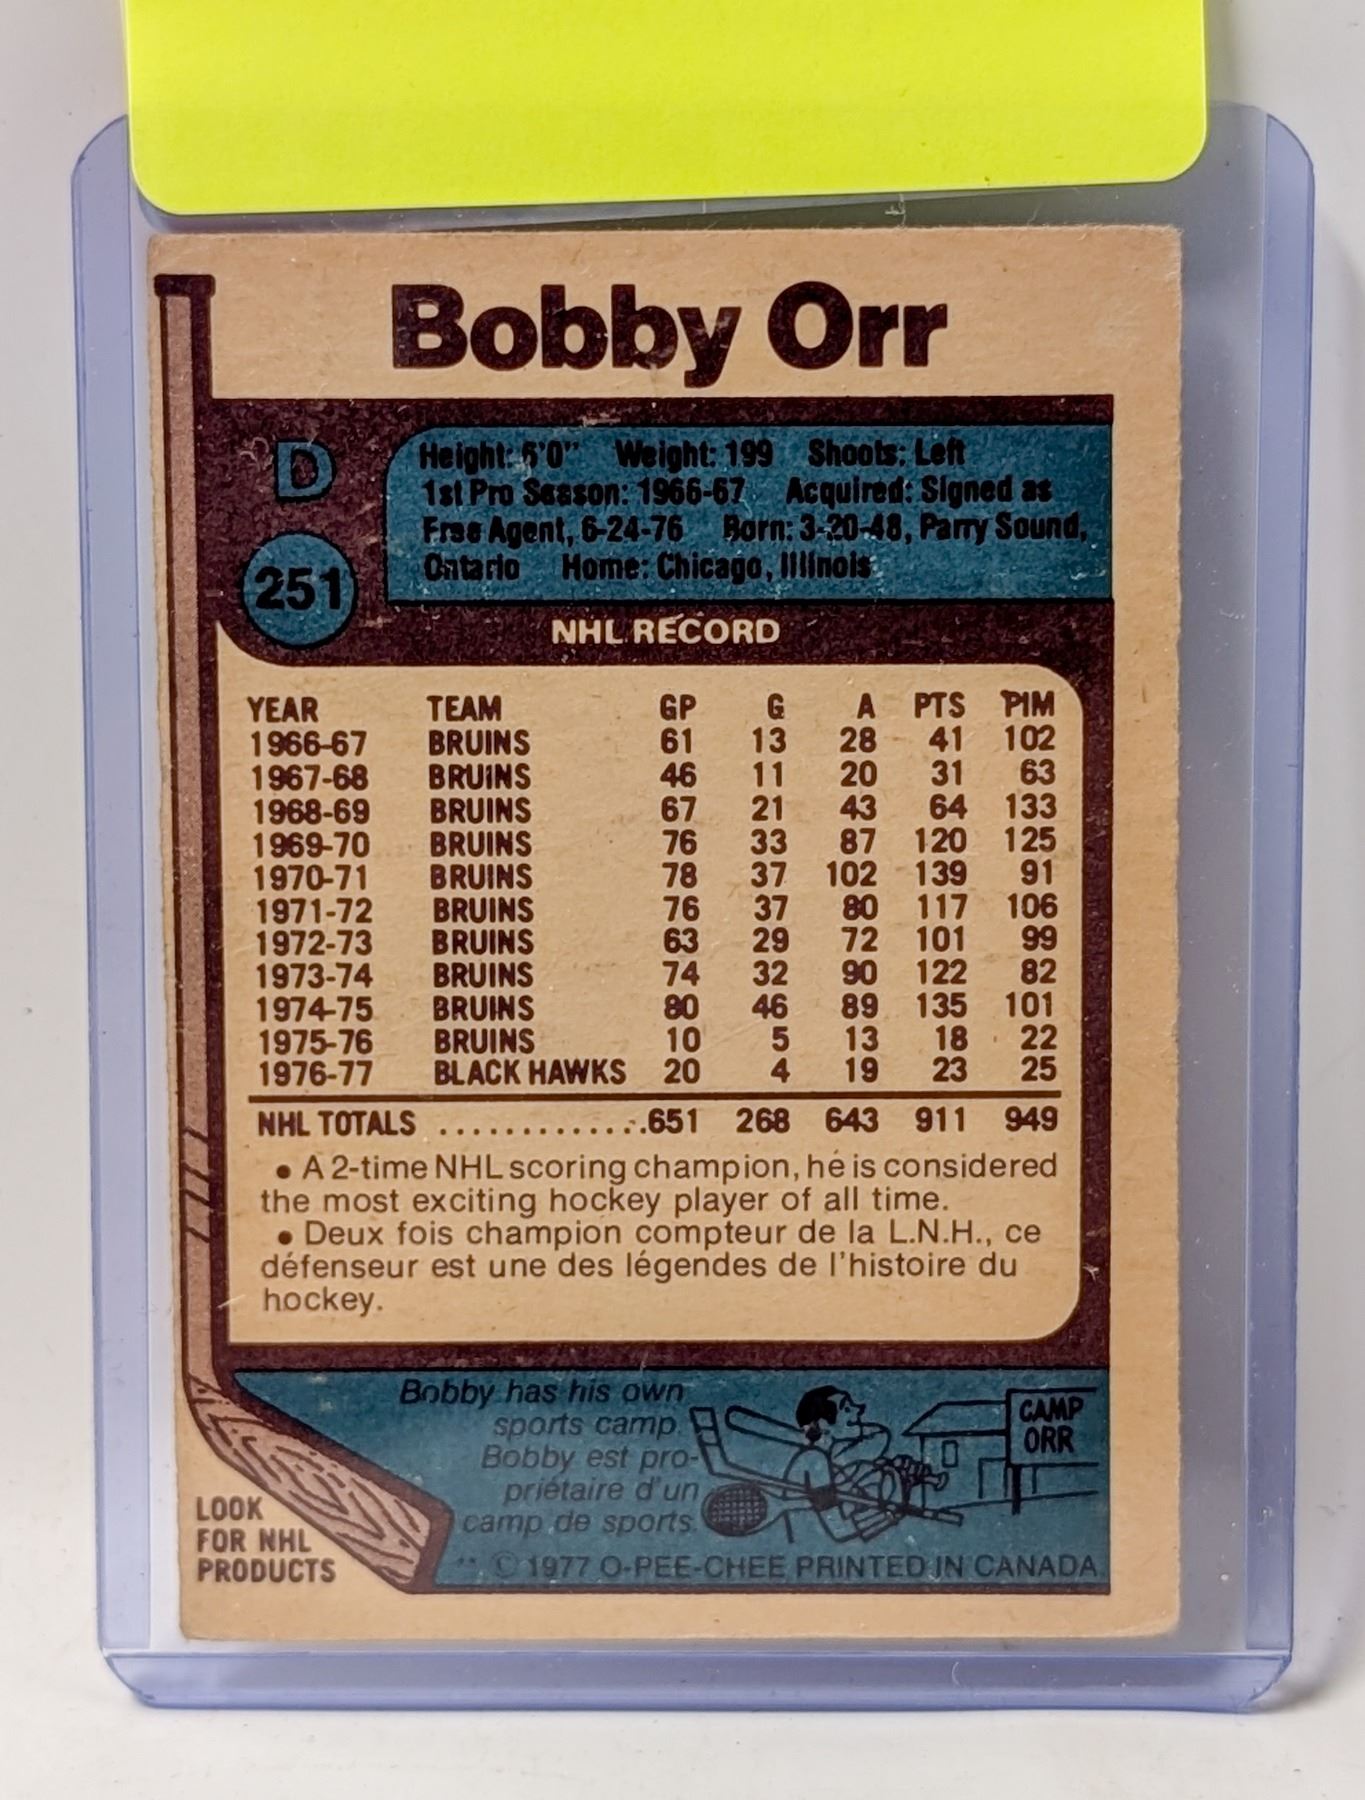 Bobby Orr
D
251
Height: 6'0" Weight: 199 Shoots: Left
1st Pro Season: 1966-67 Acquired: Signed as
Free Agent, 6-24-76 Born: 3-20-48, Parry Sound,
Ontario Home: Chicago, Illinois
NHL RECORD
YEAR TEAM GP G A PTS PIM
1966-67 BRUINS 61 13 28 41 102
1967-68 BRUINS 46 11 20 31 63
1968-69 BRUINS 67 21 43 64 133
1969-70 BRUINS 76 33 87 120 125
1970-71 BRUINS 78 37 102 139 91
1971-72 BRUINS 76 37 80 117 106
1972-73 BRUINS 63 29 72 101 99
1973-74 BRUINS 74 32 90 122 82
1974-75 BRUINS 80 46 89 135 101
1975-76 BRUINS 10 5 13 18 22
1976-77 BLACK HAWKS 20 4 19 23 25
NHL TOTALS .............651 268 643 911 949
• A 2-time NHL scoring champion, he is considered
the most exciting hockey player of all time.
• Deux fois champion compteur de la L.N.H., ce
défenseur est une des légendes de l'histoire du
hockey.
Bobby has his own
sports camp.
Bobby est pro-
priétaire d'un
camp de sports.
CAMP
ORR
LOOK
FOR NHL
PRODUCTS
** © 1977 O-PEE-CHEE PRINTED IN CANADA